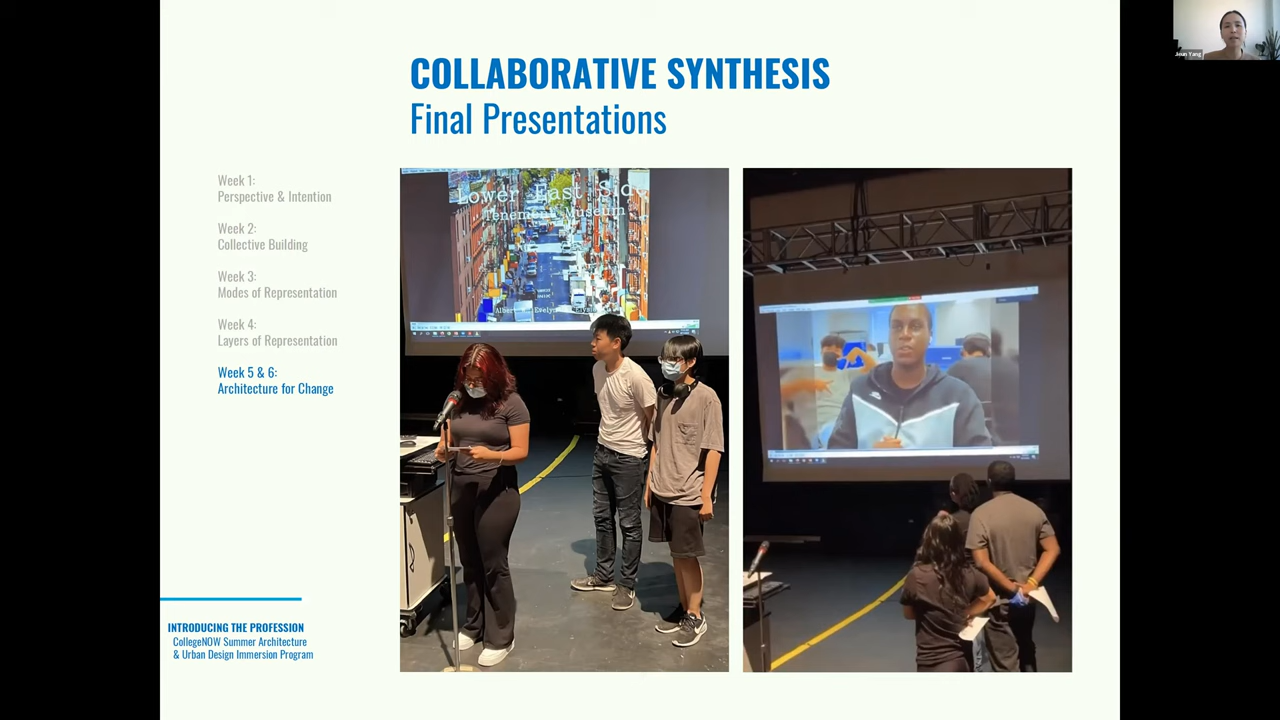 COLLABORATIVE SYNTHESIS
Final Presentations
Week 1:
Perspective & Intention
Week 2:
Collective Building
Week 3:
Modes of Representation
Week 4:
Layers of Representation
Week 5 & 6:
Architecture for Change
Lower East Side
Tenement Museum
INTRODUCING THE PROFESSION
CollegeNOW Summer Architecture
& Urban Design Immersion Program
Jeun Yang